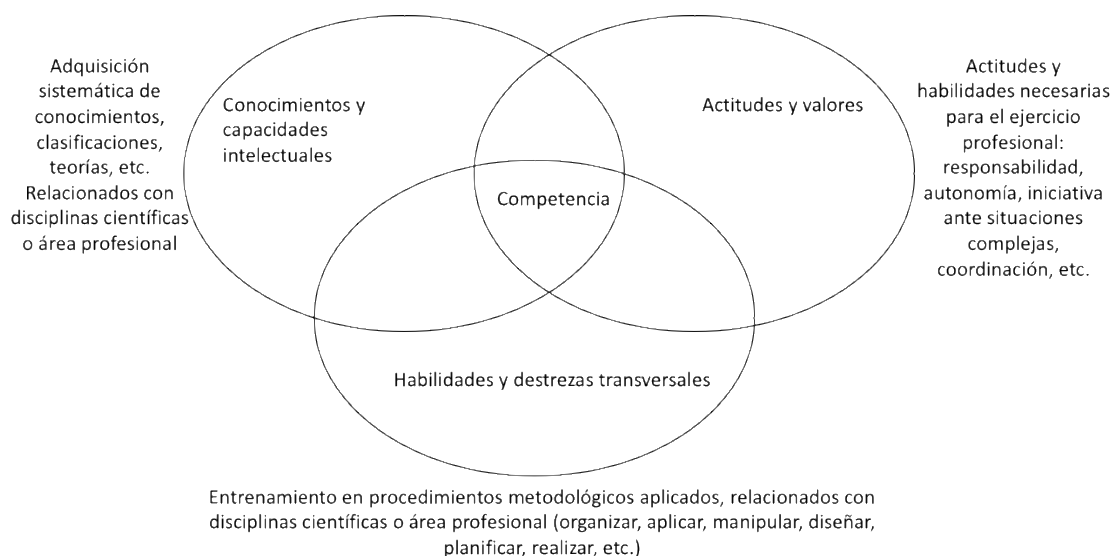 Adquisición
sistemática de
conocimientos,
clasificaciones,
teorías, etc.
Relacionados con
disciplinas científicas
o área profesional
Conocimientos y
capacidades
intelectuales
Actitudes y valores
Actitudes y
habilidades necesarias
para el ejercicio
profesional:
responsabilidad,
autonomía, iniciativa
ante situaciones
complejas,
coordinación, etc.
Competencia
Habilidades y destrezas transversales
Entrenamiento en procedimientos metodológicos aplicados, relacionados con
disciplinas científicas o área profesional (organizar, aplicar, manipular, diseñar,
planificar, realizar, etc.)